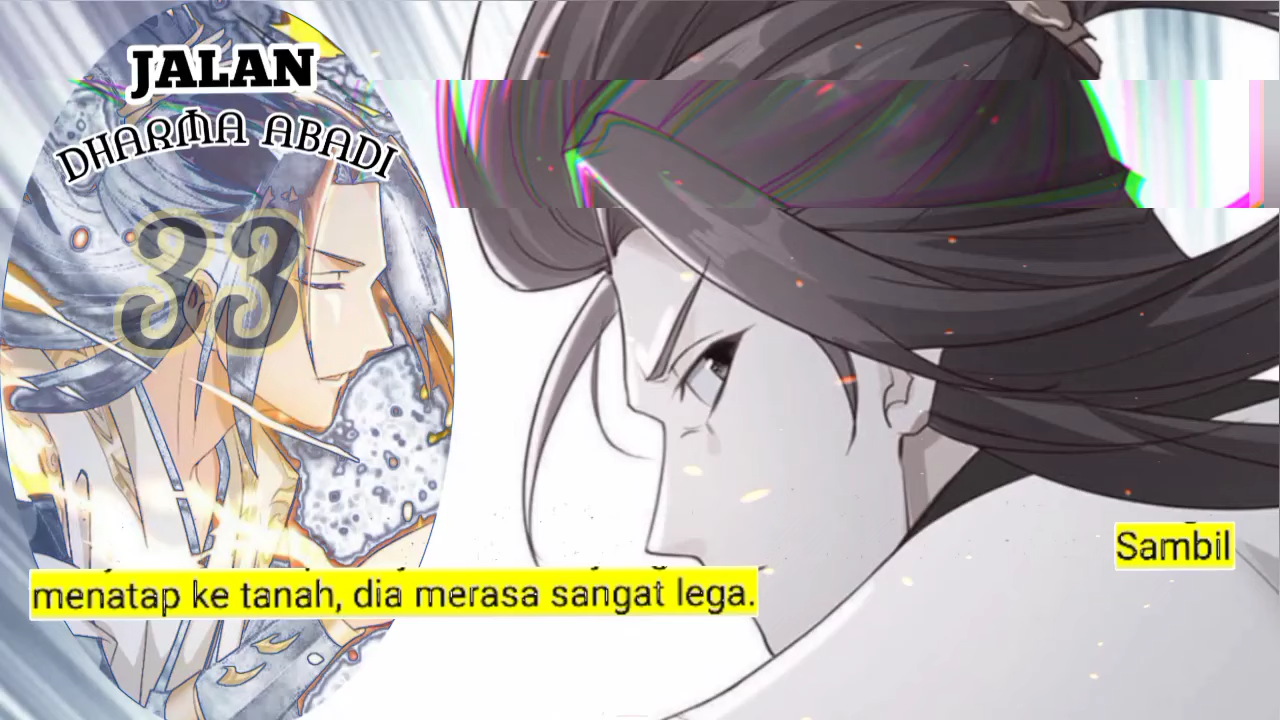 JALAN
DHARMA ABADI
33
Sambil
menatap ke tanah, dia merasa sangat lega.